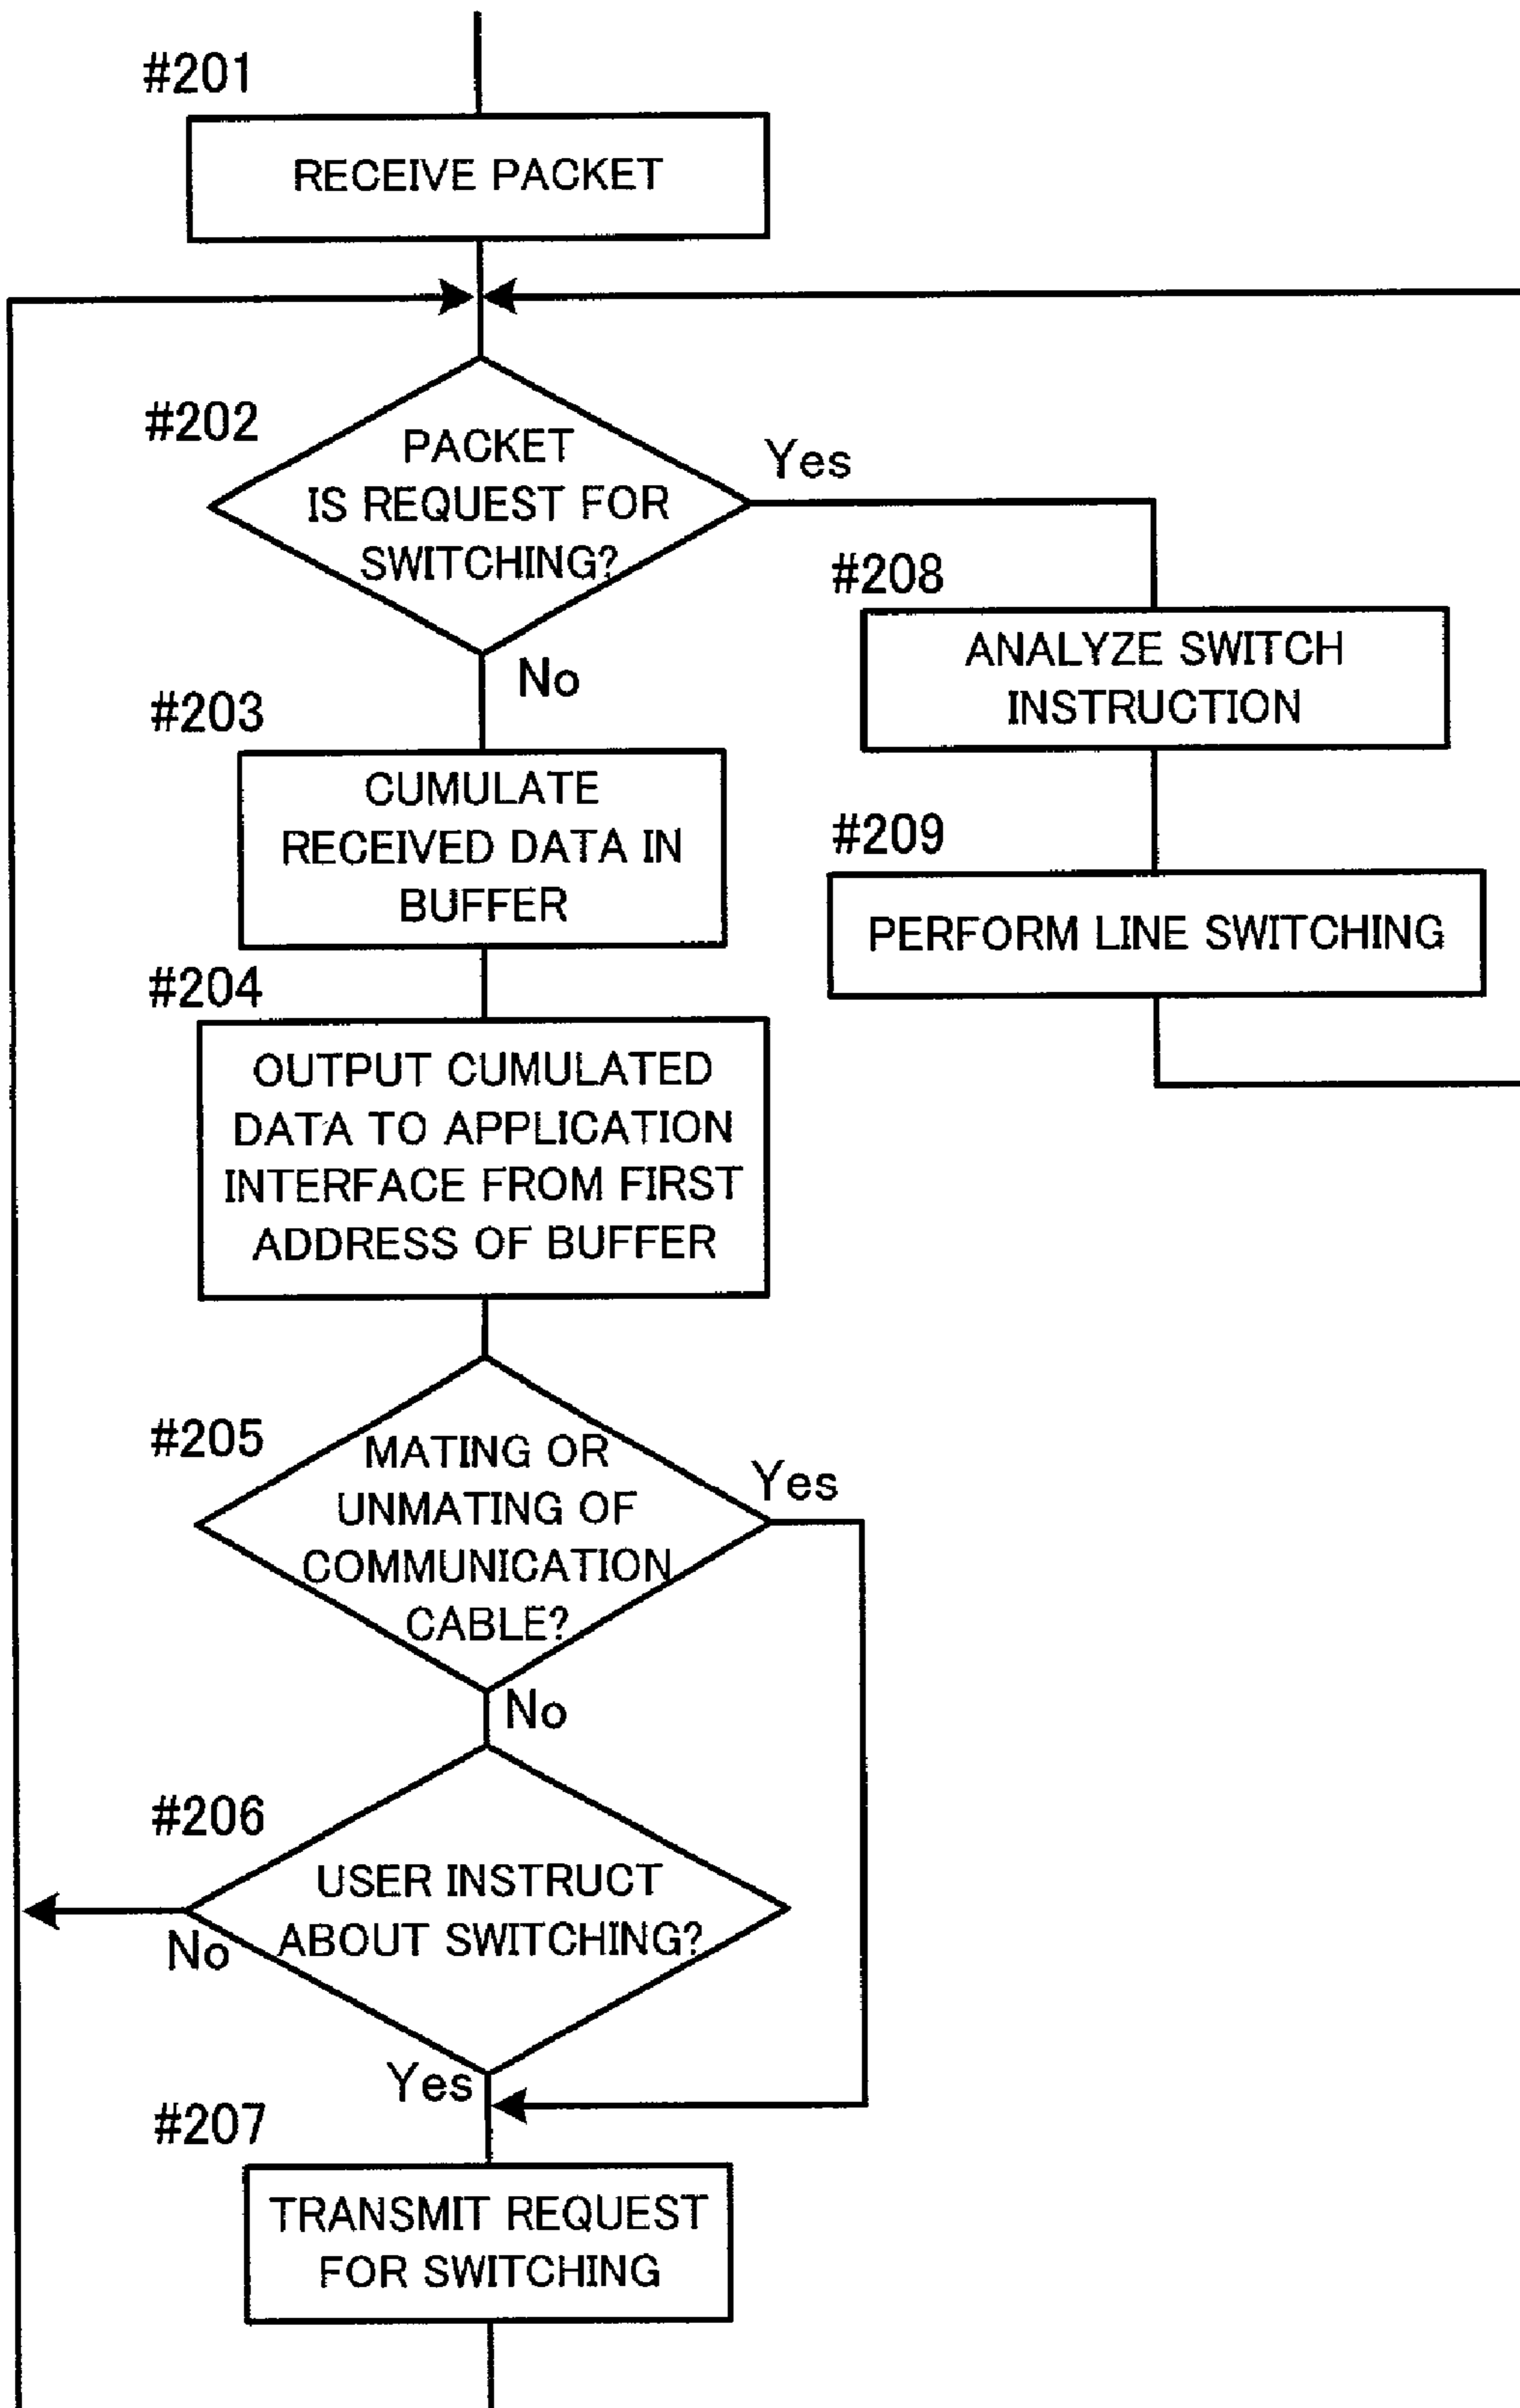 #201
RECEIVE PACKET
#202
PACKET
IS REQUEST FOR
SWITCHING?
Yes
No
#208
ANALYZE SWITCH
INSTRUCTION
#203
CUMULATE
RECEIVED DATA IN
BUFFER
#209
PERFORM LINE SWITCHING
#204
OUTPUT CUMULATED
DATA TO APPLICATION
INTERFACE FROM FIRST
ADDRESS OF BUFFER
#205
MATING OR
UNMATING OF
COMMUNICATION
CABLE?
Yes
No
#206
USER INSTRUCT
ABOUT SWITCHING?
No
Yes
#207
TRANSMIT REQUEST
FOR SWITCHING